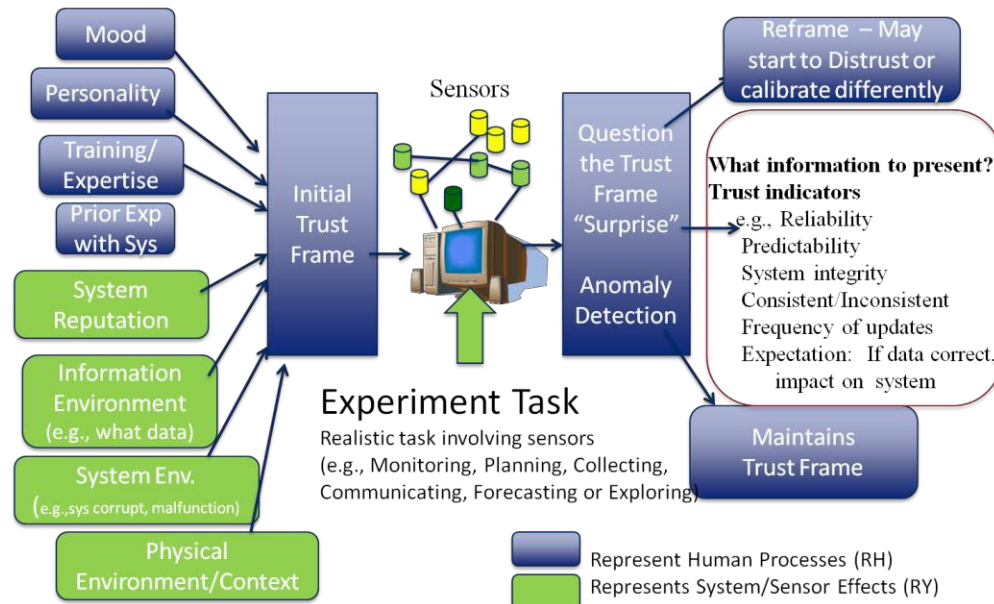 Mood
Personality
Training/
Expertise
Prior Exp
with Sys
System
Reputation
Information
Environment
(e.g., what data)
System Env.
(e.g.,sys corrupt, malfunction)
Physical
Environment/Context
Initial
Trust
Frame
Sensors
Experiment Task
Realistic task involving sensors
(e.g., Monitoring, Planning, Collecting,
Communicating, Forecasting or Exploring)
Question
the Trust
Frame
“Surprise”
Anomaly
Detection
Reframe – May
start to Distrust or
calibrate differently
What information to present?
Trust indicators
e.g., Reliability
Predictability
System integrity
Consistent/Inconsistent
Frequency of updates
Expectation: If data correct,
impact on system
Maintains
Trust Frame
Represent Human Processes (RH)
Represents System/Sensor Effects (RY)